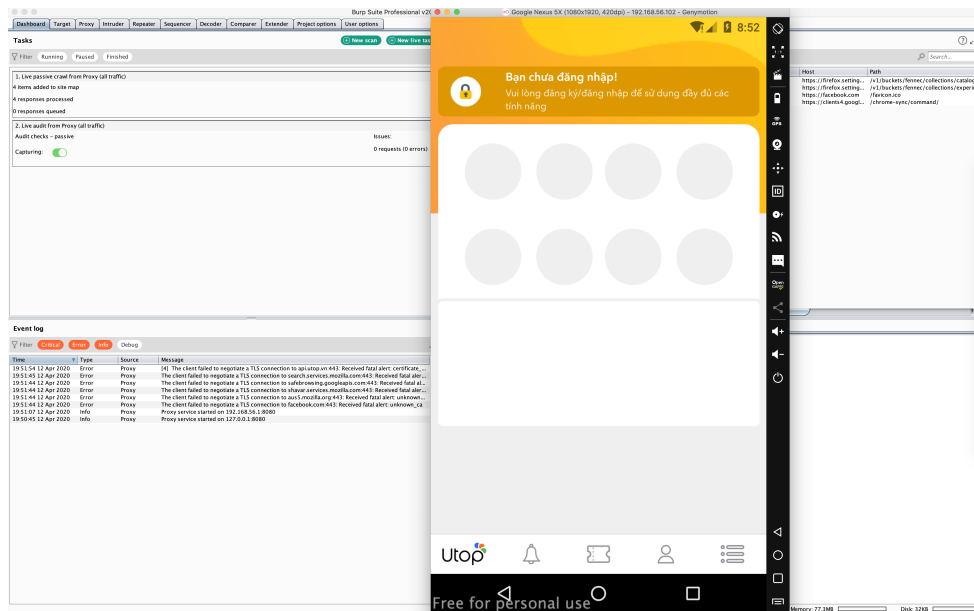 Burp Suite Professional v20
Google Nexus 5X (1080x1920, 420dpi) - 192.168.56.102 - Genymotion
Dashboard Target Proxy Intruder Repeater Sequencer Decoder Comparer Extender Project options User options
Tasks
New scan
New live tas
Filter Running Paused Finished
Search...
1. Live passive crawl from Proxy (all traffic)
4 items added to site map
4 responses processed
0 responses queued
2. Live audit from Proxy (all traffic)
Audit checks - passive
Issues:
Capturing:
0 requests (0 errors)
Host Path
https://firefox.setting... /v1/buckets/fennec/collections/catalog
https://firefox.setting... /v1/buckets/fennec/collections/experim
https://facebook.com /favicon.ico
https://clients4.googl... /chrome-sync/command/
Event log
Filter Critical Error Info Debug
Time Type Source Message
19:51:54 12 Apr 2020 Error Proxy [4] The client failed to negotiate a TLS connection to api.utop.vn:443: Received fatal alert: certificate_...
19:51:45 12 Apr 2020 Error Proxy The client failed to negotiate a TLS connection to search.services.mozilla.com:443: Received fatal aler...
19:51:44 12 Apr 2020 Error Proxy The client failed to negotiate a TLS connection to safebrowsing.googleapis.com:443: Received fatal al...
19:51:44 12 Apr 2020 Error Proxy The client failed to negotiate a TLS connection to shavar.services.mozilla.com:443: Received fatal aler...
19:51:44 12 Apr 2020 Error Proxy The client failed to negotiate a TLS connection to aus5.mozilla.org:443: Received fatal alert: unknown...
19:51:44 12 Apr 2020 Error Proxy The client failed to negotiate a TLS connection to facebook.com:443: Received fatal alert: unknown_ca
19:51:07 12 Apr 2020 Info Proxy Proxy service started on 192.168.56.1:8080
19:50:45 12 Apr 2020 Info Proxy Proxy service started on 127.0.0.1:8080
8:52
Bạn chưa đăng nhập!
Vui lòng đăng ký/đăng nhập để sử dụng đầy đủ các
tính năng
Utop
Free for personal use
GPS
ID
Open
GApps
Memory: 77.3MB
Disk: 32KB